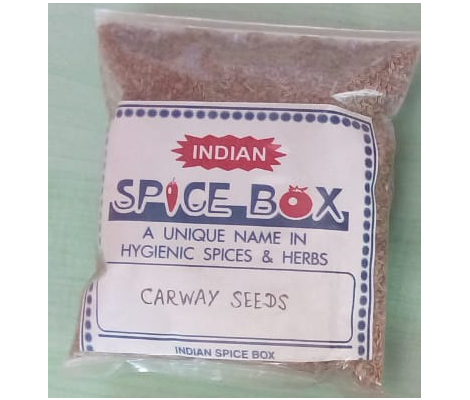 INDIAN
SPICE BOX
A UNIQUE NAME IN
HYGIENIC SPICES & HERBS
CARWAY SEEDS
INDIAN SPICE BOX